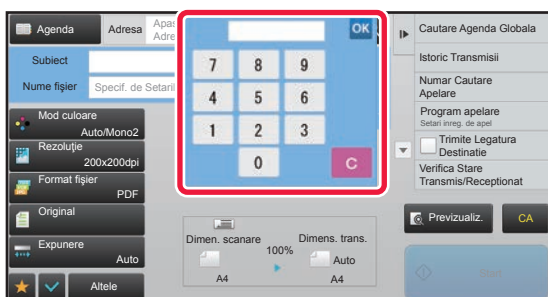 Agenda
Adresa
Apas
Adre
Subiect
Nume fişier
Specif. de Setaril
Mod culoare
Auto/Mono2
Rezoluţie
200x200dpi
Format fişier
PDF
Original
Expunere
Auto
Altele
OK
7 8 9
4 5 6
1 2 3
0 C
Dimen. scanare
100%
Dimens. trans.
Auto
A4
A4
Cautare Agenda Globala
Istoric Transmisii
Numar Cautare
Apelare
Program apelare
Setari inreg. de apel
Trimite Legatura
Destinatie
Verifica Stare
Transmis/Receptionat
Previzualiz.
CA
Start